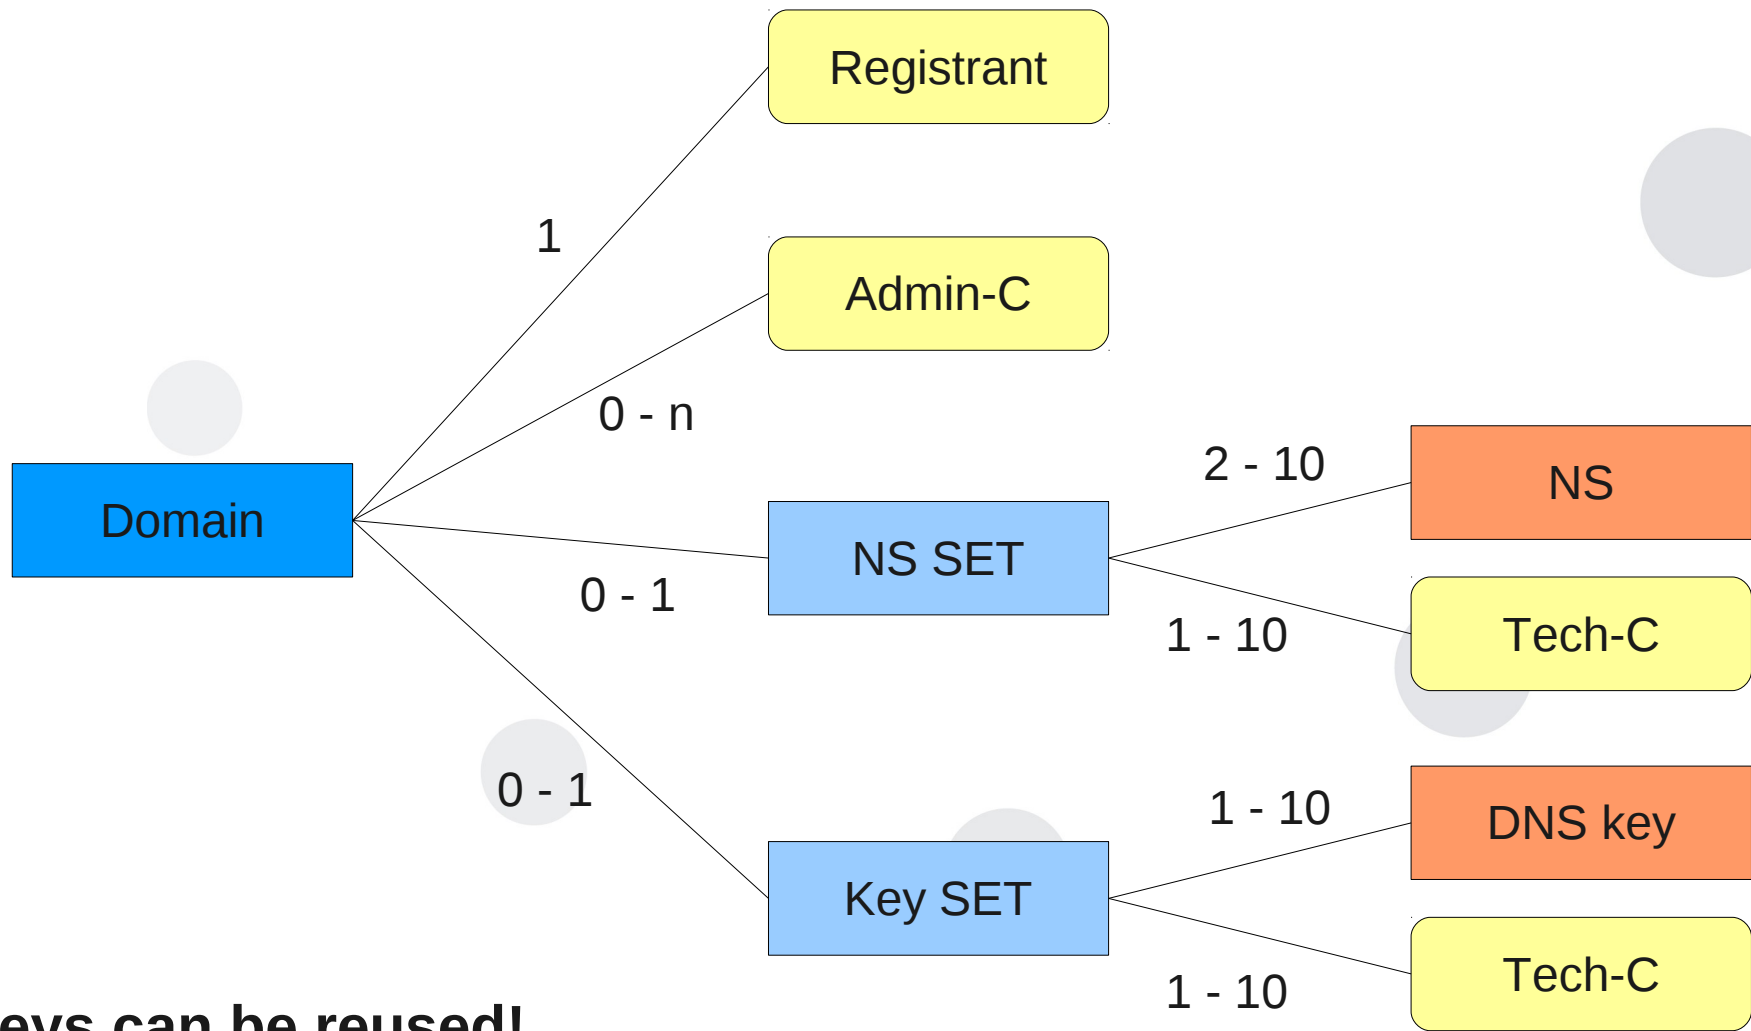 Registrant
1
Admin-C
0 - n
2 - 10
NS
Domain
NS SET
0 - 1
1 - 10
Tech-C
0 - 1
1 - 10
DNS key
Key SET
1 - 10
Tech-C
can be reused!